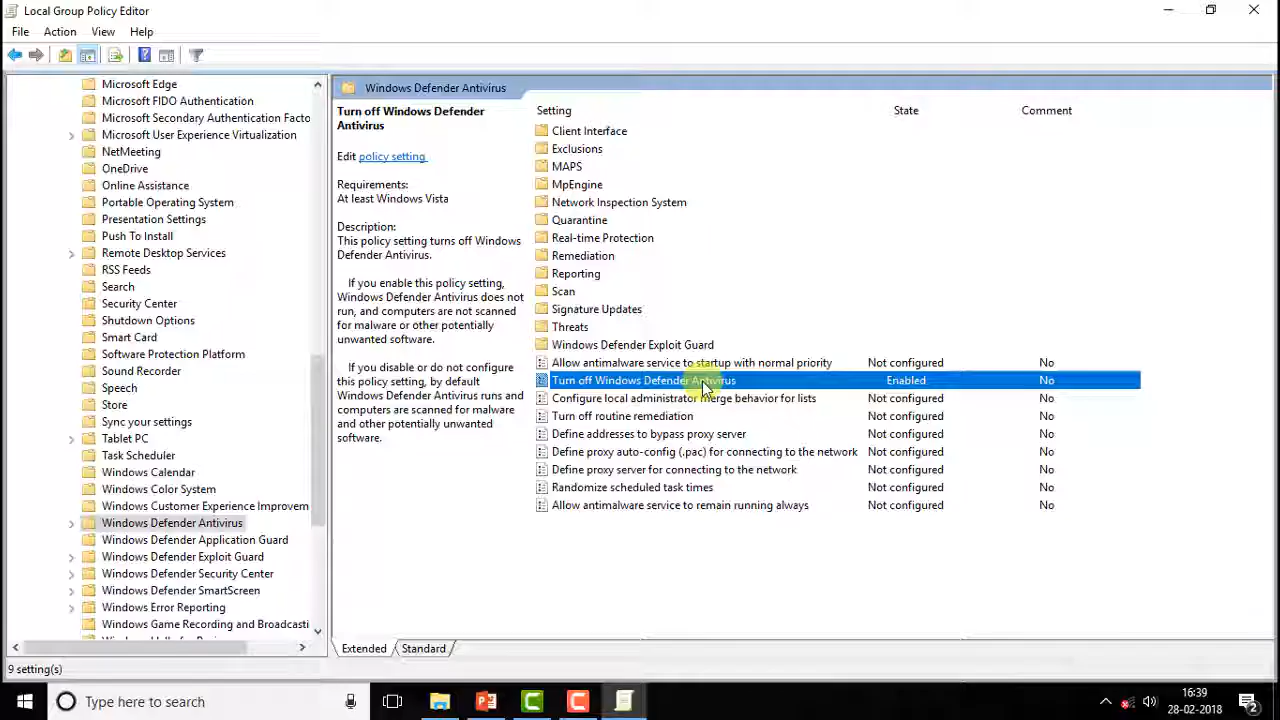 Local Group Policy Editor
File Action View Help
Microsoft Edge
Microsoft FIDO Authentication
Microsoft Secondary Authentication Facto
Microsoft User Experience Virtualization
NetMeeting
OneDrive
Online Assistance
Portable Operating System
Presentation Settings
Push To Install
Remote Desktop Services
RSS Feeds
Search
Security Center
Shutdown Options
Smart Card
Software Protection Platform
Sound Recorder
Speech
Store
Sync your settings
Tablet PC
Task Scheduler
Windows Calendar
Windows Color System
Windows Customer Experience Improvem
Windows Defender Antivirus
Windows Defender Application Guard
Windows Defender Exploit Guard
Windows Defender Security Center
Windows Defender SmartScreen
Windows Error Reporting
Windows Game Recording and Broadcasti
Windows Defender Antivirus
Turn off Windows Defender
Antivirus
Edit policy setting
Requirements:
At least Windows Vista
Description:
This policy setting turns off Windows
Defender Antivirus.
If you enable this policy setting,
Windows Defender Antivirus does not
run, and computers are not scanned
for malware or other potentially
unwanted software.
If you disable or do not configure
this policy setting, by default
Windows Defender Antivirus runs and
computers are scanned for malware
and other potentially unwanted
software.
Setting State Comment
Client Interface
Exclusions
MAPS
MpEngine
Network Inspection System
Quarantine
Real-time Protection
Remediation
Reporting
Scan
Signature Updates
Threats
Windows Defender Exploit Guard
Allow antimalware service to startup with normal priority Not configured No
Turn off Windows Defender Antivirus Enabled No
Configure local administrator merge behavior for lists Not configured No
Turn off routine remediation Not configured No
Define addresses to bypass proxy server Not configured No
Define proxy auto-config (.pac) for connecting to the network Not configured No
Define proxy server for connecting to the network Not configured No
Randomize scheduled task times Not configured No
Allow antimalware service to remain running always Not configured No
Extended Standard
9 setting(s)
Type here to search
16:39
28-02-2018
2